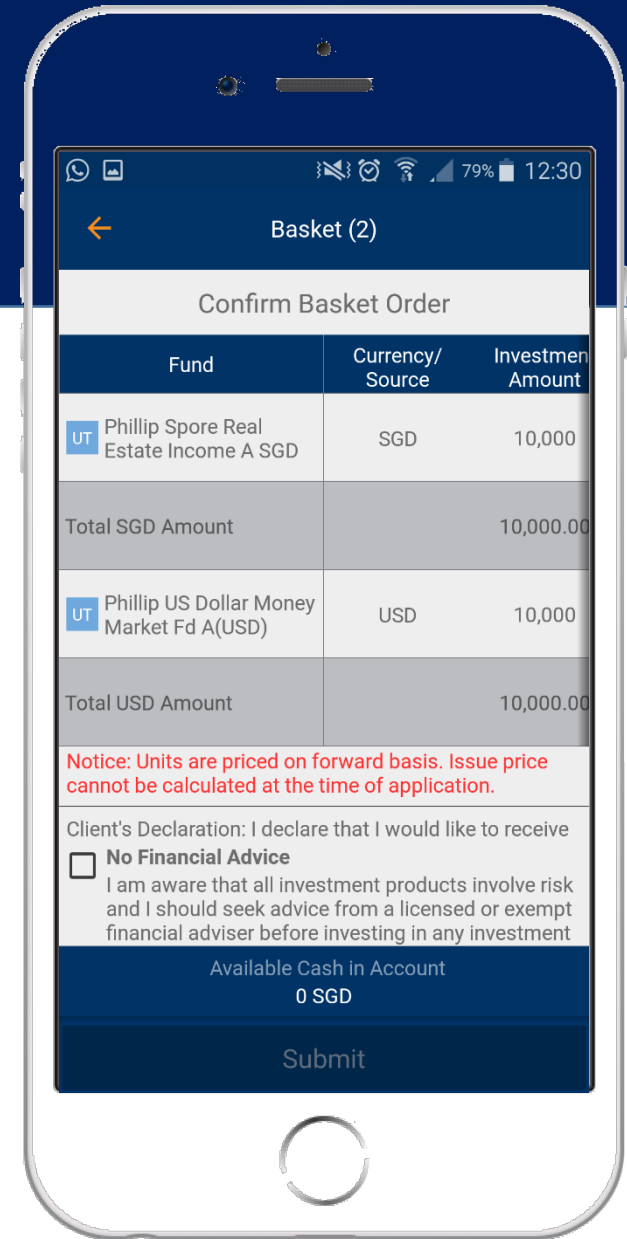 79% 12:30
Basket (2)
Confirm Basket Order
Fund
Currency/
Source
Investmen
Amount
UT
Phillip Spore Real
Estate Income A SGD
SGD
10,000
Total SGD Amount
10,000.00
UT
Phillip US Dollar Money
Market Fd A(USD)
USD
10,000
Total USD Amount
10,000.00
Notice: Units are priced on forward basis. Issue price
cannot be calculated at the time of application.
Client's Declaration: I declare that I would like to receive
No Financial Advice
I am aware that all investment products involve risk
and I should seek advice from a licensed or exempt
financial adviser before investing in any investment
Available Cash in Account
0 SGD
Submit